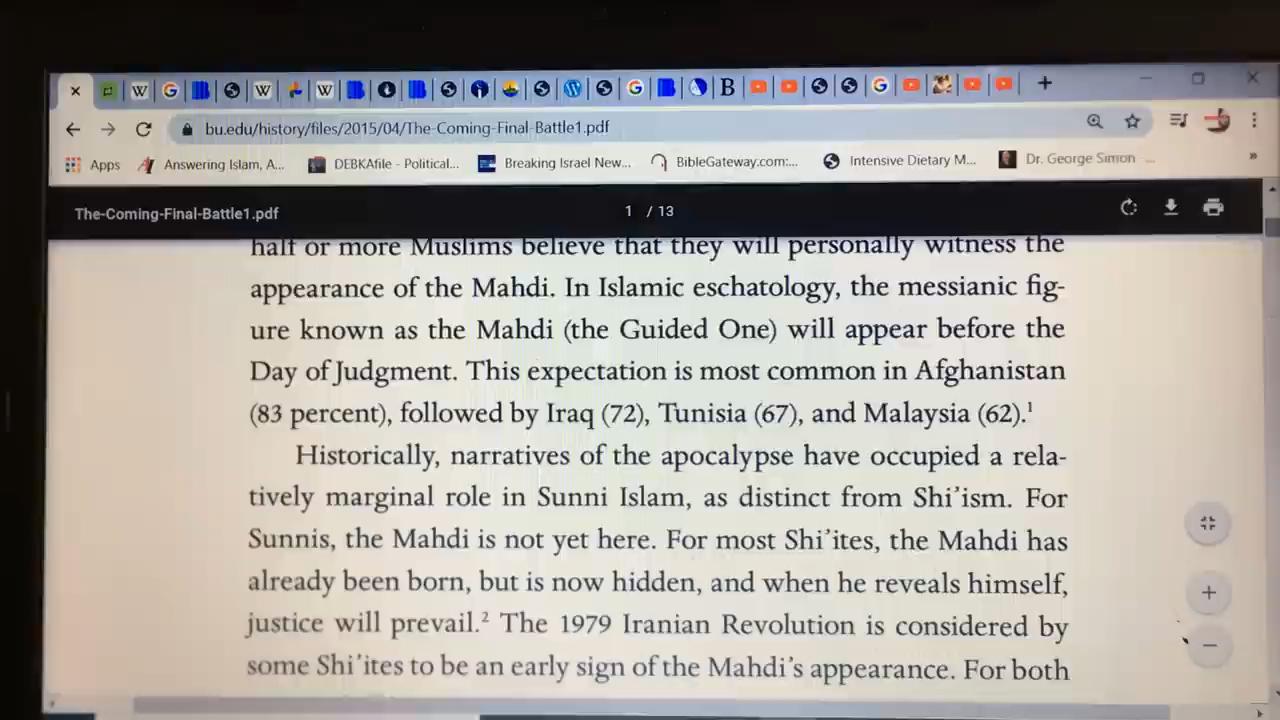 bu.edu/history/files/2015/04/The-Coming-Final-Battle1.pdf
Apps Answering Islam, A... DEBKAfile - Political... Breaking Israel New... BibleGateway.com:... Intensive Dietary M... Dr. George Simon ... »
The-Coming-Final-Battle1.pdf 1 / 13
half or more Muslims believe that they will personally witness the
appearance of the Mahdi. In Islamic eschatology, the messianic fig-
ure known as the Mahdi (the Guided One) will appear before the
Day of Judgment. This expectation is most common in Afghanistan
(83 percent), followed by Iraq (72), Tunisia (67), and Malaysia (62).¹
Historically, narratives of the apocalypse have occupied a rela-
tively marginal role in Sunni Islam, as distinct from Shi’ism. For
Sunnis, the Mahdi is not yet here. For most Shi’ites, the Mahdi has
already been born, but is now hidden, and when he reveals himself,
justice will prevail.² The 1979 Iranian Revolution is considered by
some Shi’ites to be an early sign of the Mahdi’s appearance. For both